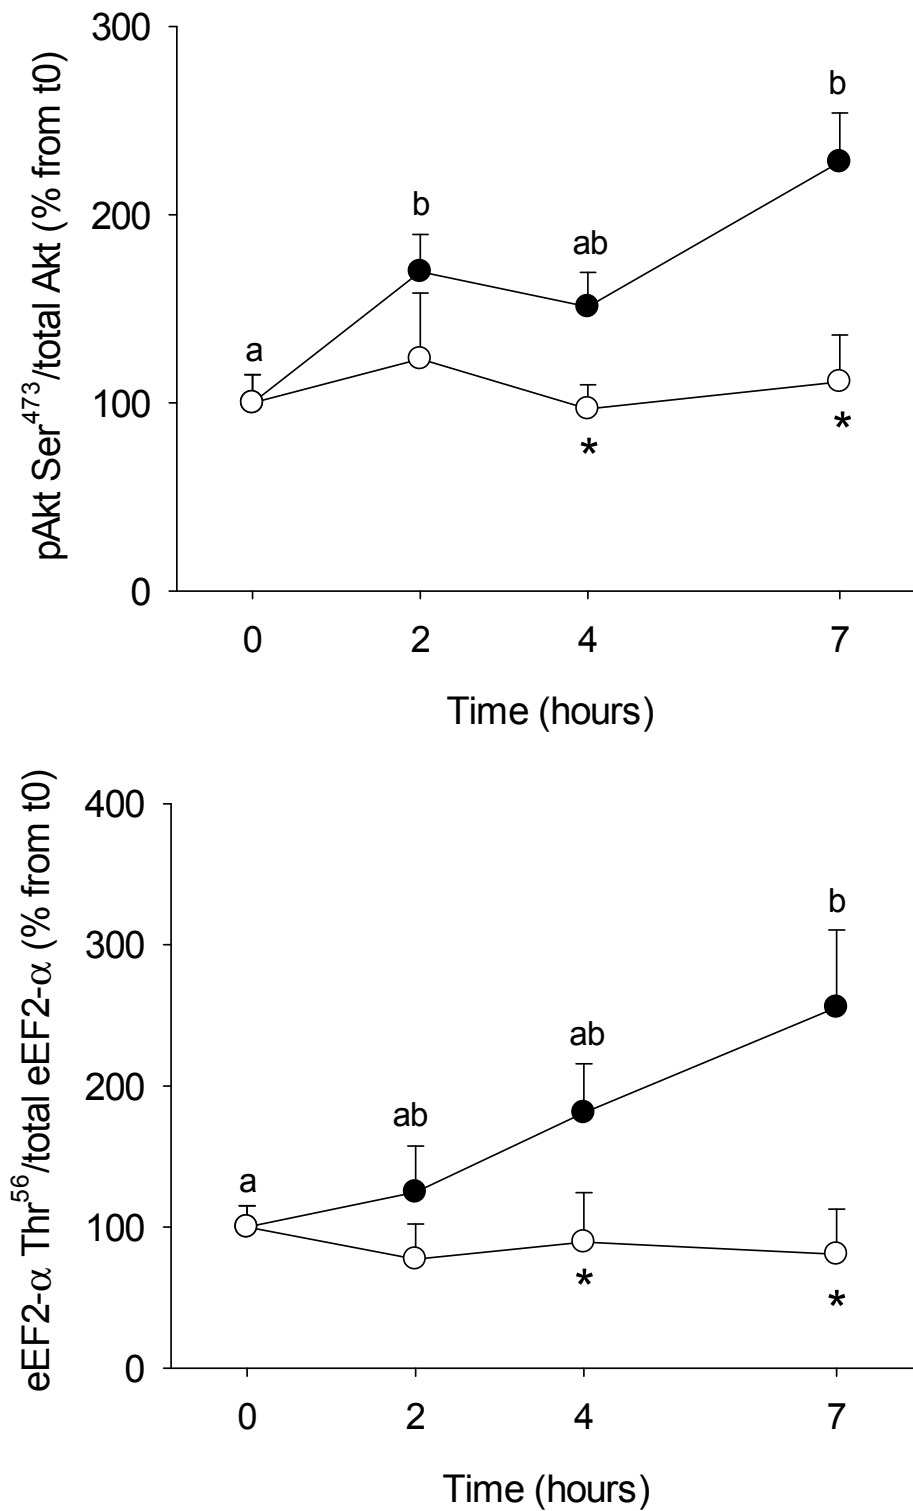 300
200
100
0
pAkt Ser473/total Akt (% from t0)
a
b
ab
b
*
*
0 2 4 7
Time (hours)
400
300
200
100
0
eEF2-α Thr56/total eEF2-α (% from t0)
a
ab
ab
b
*
*
0 2 4 7
Time (hours)